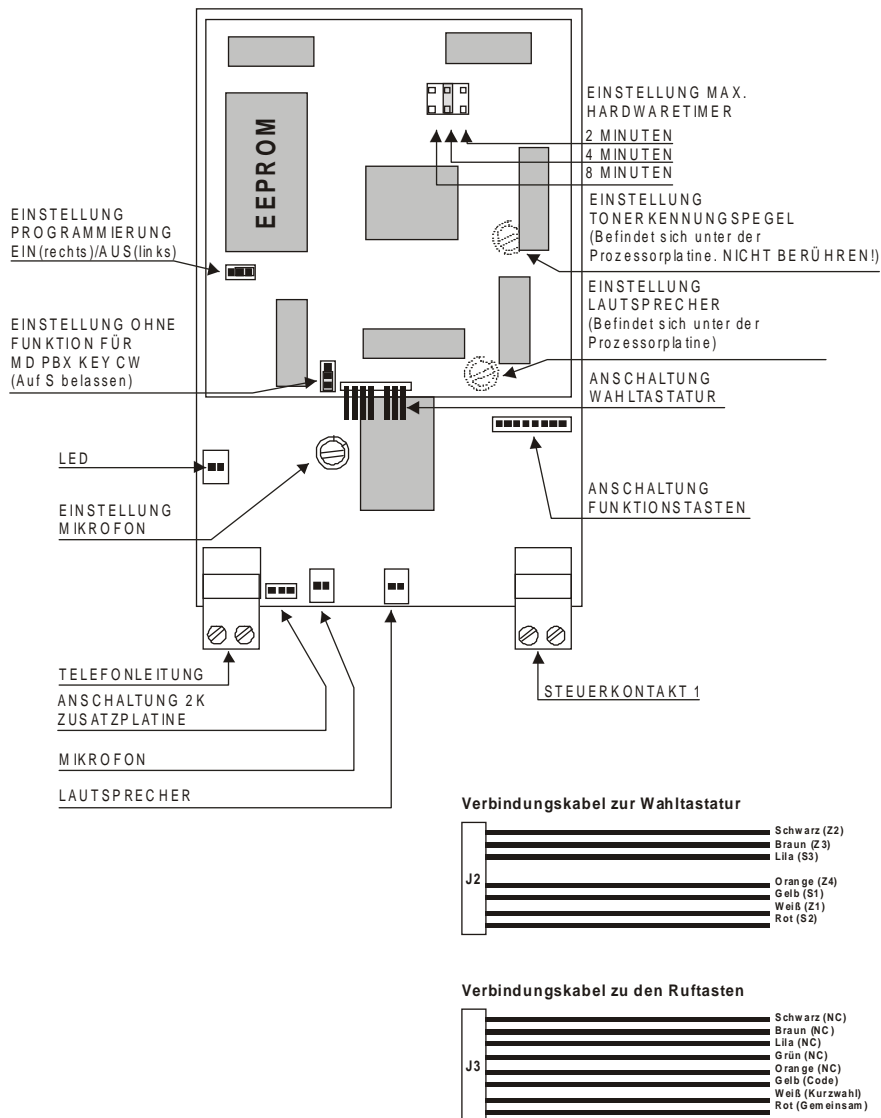 EINSTELLUNG MAX.
HARDWARETIMER
2 MINUTEN
4 MINUTEN
8 MINUTEN
EEPROM
EINSTELLUNG
TONERKENNUNGSPEGEL
(Befindet sich unter der
Prozessorplatine. NICHT BERÜHREN!)
EINSTELLUNG
PROGRAMMIERUNG
EIN(rechts)/AUS(links)
EINSTELLUNG
LAUTSPRECHER
(Befindet sich unter der
Prozessorplatine)
EINSTELLUNG OHNE
FUNKTION FÜR
MD PBX KEY CW
(Auf S belassen)
ANSCHALTUNG
WAHLTASTATUR
LED
ANSCHALTUNG
FUNKTIONSTASTEN
EINSTELLUNG
MIKROFON
TELEFONLEITUNG
STEUERKONTAKT 1
ANSCHALTUNG 2K
ZUSATZPLATINE
MIKROFON
LAUTSPRECHER
Verbindungskabel zur Wahltastatur
J2
Schwarz (Z2)
Braun (Z3)
Lila (S3)
Orange (Z4)
Gelb (S1)
Weiß (Z1)
Rot (S2)
Verbindungskabel zu den Ruftasten
J3
Schwarz (NC)
Braun (NC)
Lila (NC)
Grün (NC)
Orange (NC)
Gelb (Code)
Weiß (Kurzwahl)
Rot (Gemeinsam)